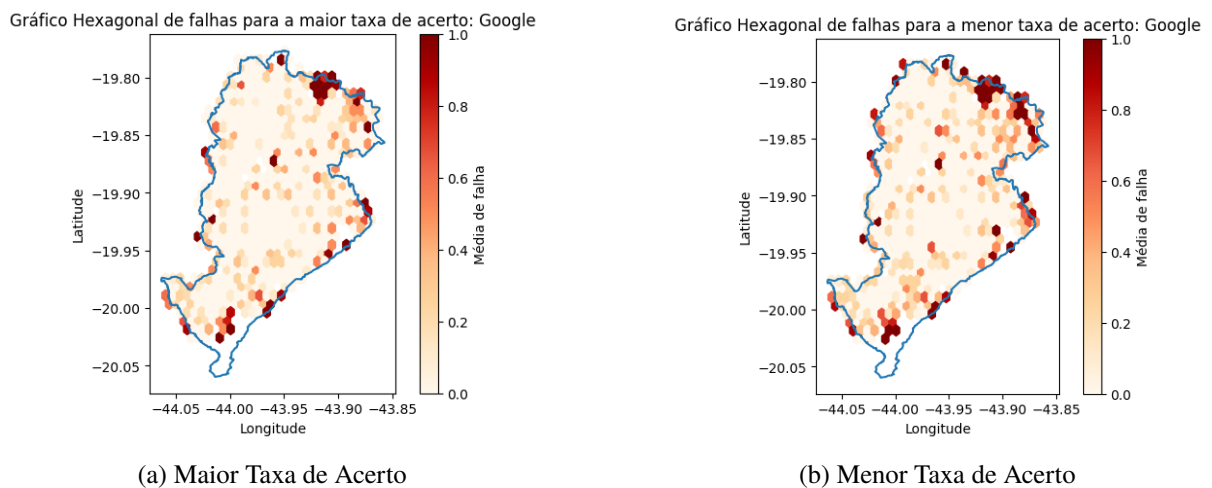 Gráfico Hexagonal de falhas para a maior taxa de acerto: Google
−19.80
−19.85
−19.90
−19.95
−20.00
−20.05
Latitude
−44.05 −44.00 −43.95 −43.90 −43.85
Longitude
1.0
0.8
0.6
0.4
0.2
0.0
Média de falha
(a) Maior Taxa de Acerto
Gráfico Hexagonal de falhas para a menor taxa de acerto: Google
−19.80
−19.85
−19.90
−19.95
−20.00
−20.05
Latitude
−44.05 −44.00 −43.95 −43.90 −43.85
Longitude
1.0
0.8
0.6
0.4
0.2
0.0
Média de falha
(b) Menor Taxa de Acerto